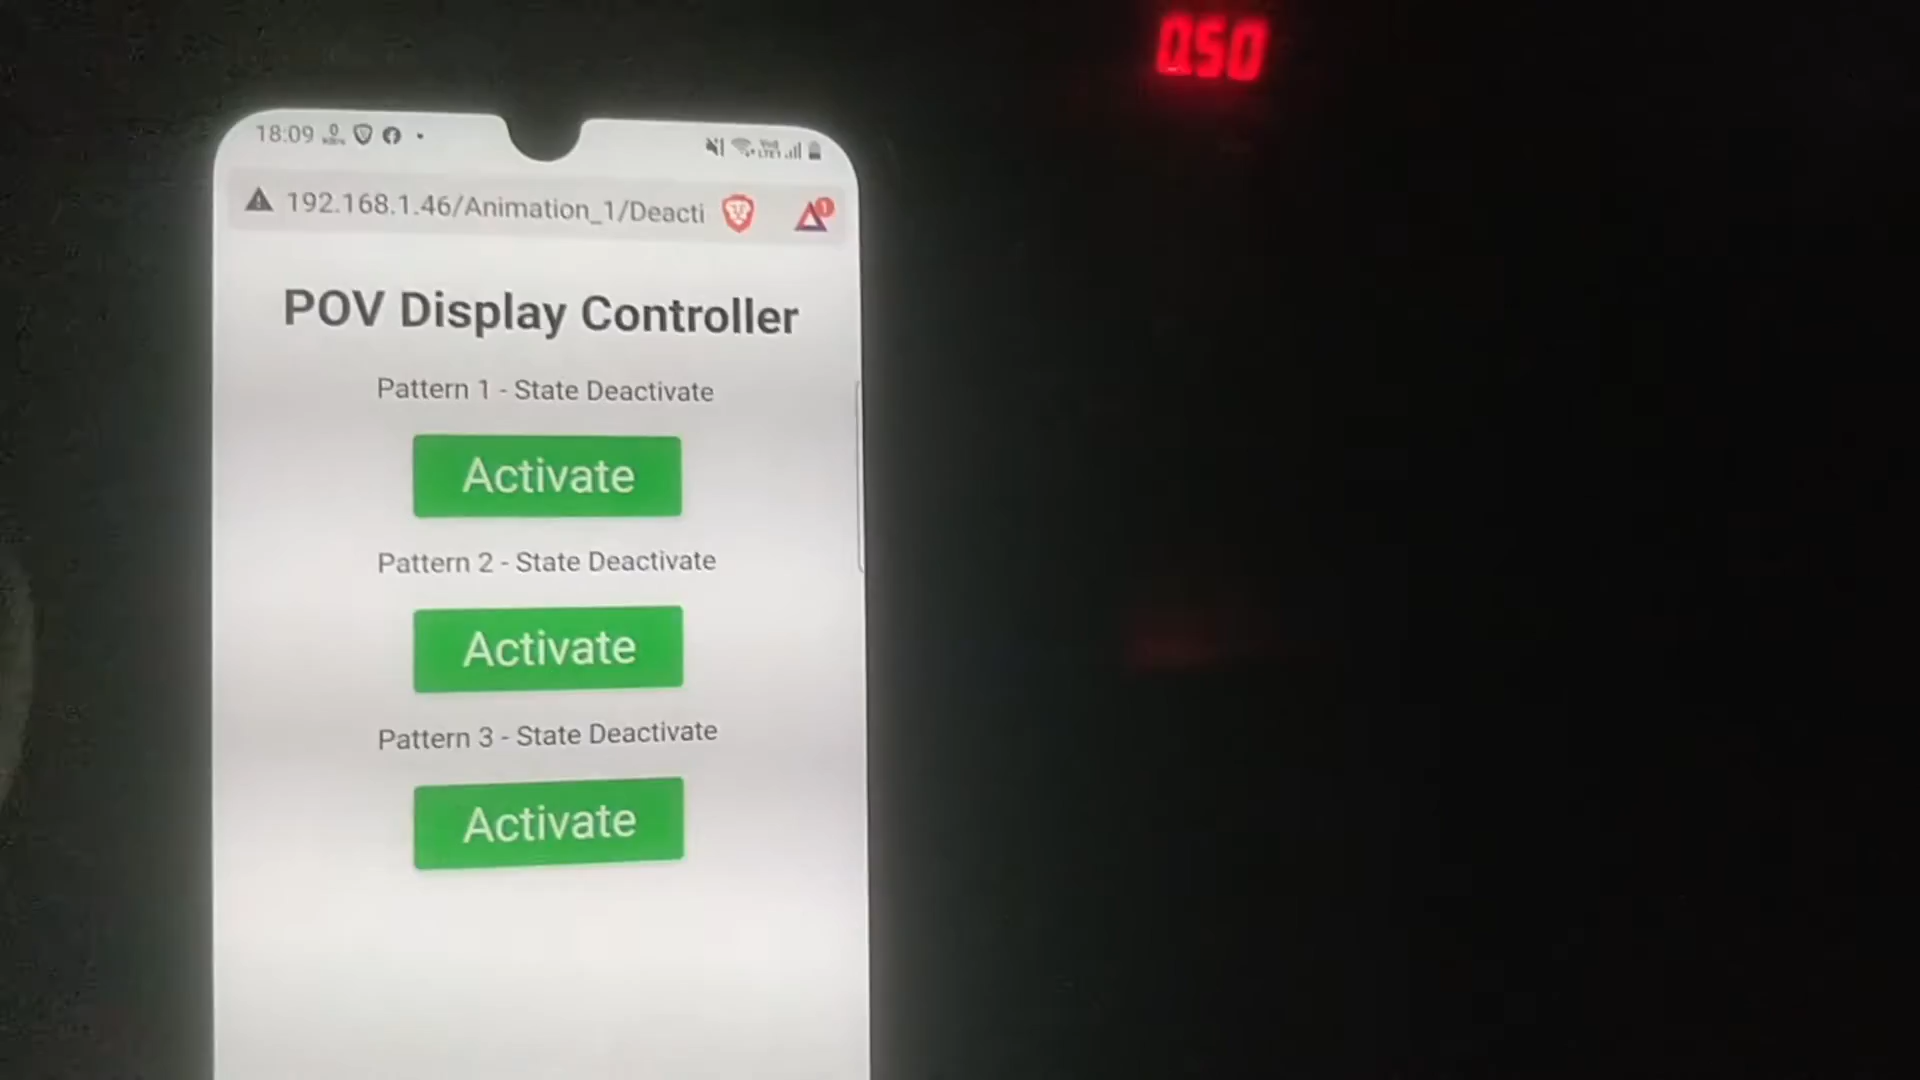 050
18:09
192.168.1.46/Animation_1/Deacti
POV Display Controller
Pattern 1 - State Deactivate
Activate
Pattern 2 - State Deactivate
Activate
Pattern 3 - State Deactivate
Activate